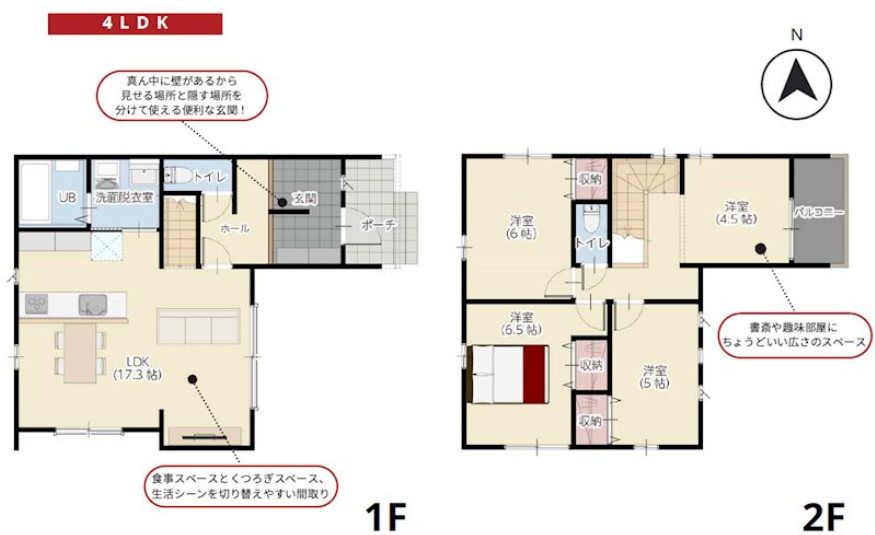 4LDK
N
真ん中に壁があるから
見せる場所と隠す場所を
分けて使える便利な玄関！
UB
洗面脱衣室
トイレ
玄関
ホール
ポーチ
LDK
(17.3 帖)
食事スペースとくつろぎスペース、
生活シーンを切り替えやすい間取り
1F
収納
洋室
(6 帖)
トイレ
洋室
(4.5 帖)
バルコニー
洋室
(6.5 帖)
収納
収納
洋室
(5 帖)
書斎や趣味部屋に
ちょうどいい広さのスペース
2F